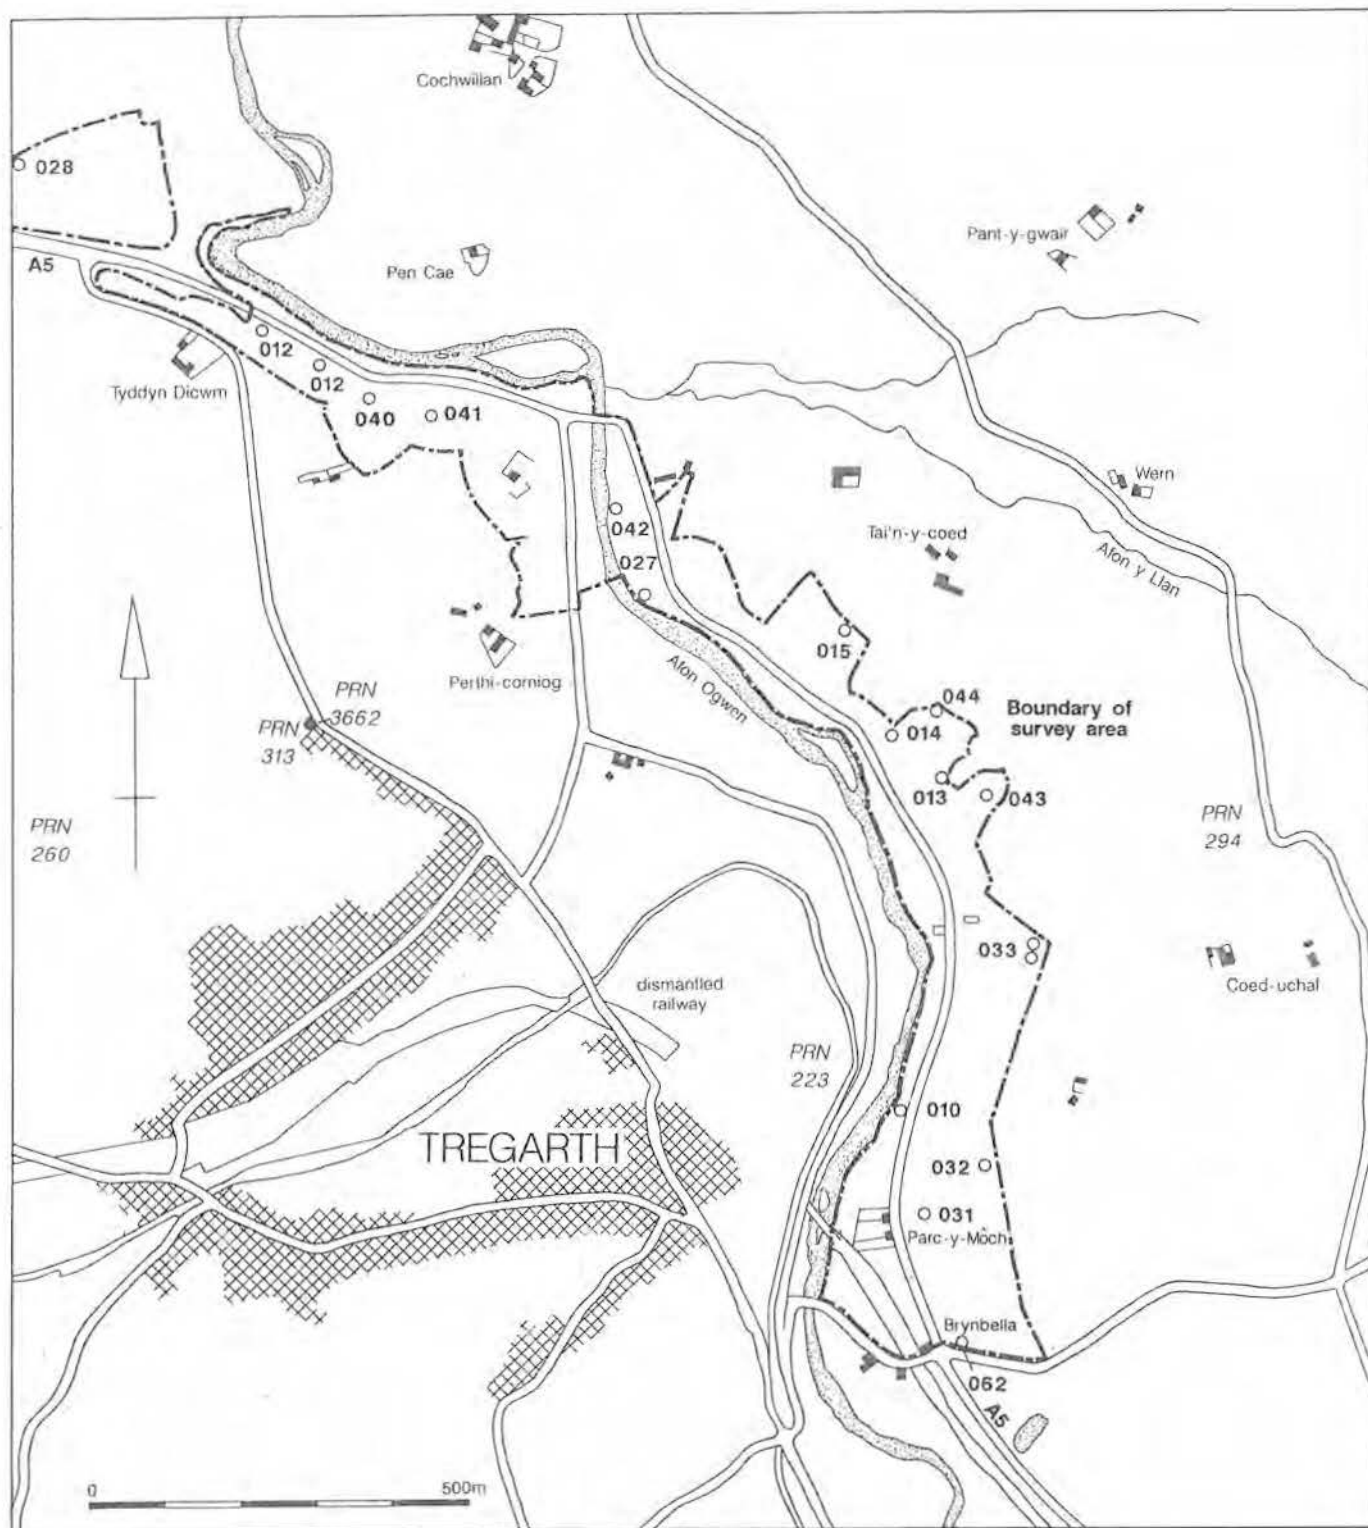 Cochwillan
028
Pant-y-gwair
Pen Cae
A5
012
Tyddyn Dicwm
012
040
041
Wern
042
Tai'n-y-coed
Afon y Llan
027
015
Afon Ogwen
Perthi-corniog
044
Boundary of
survey area
014
PRN
3662
PRN
313
013
043
PRN
294
PRN
260
033
Coed-uchaf
dismantled
railway
PRN
223
010
TREGARTH
032
031
Parc-y-Moch
Brynbella
062
A5
0
500m